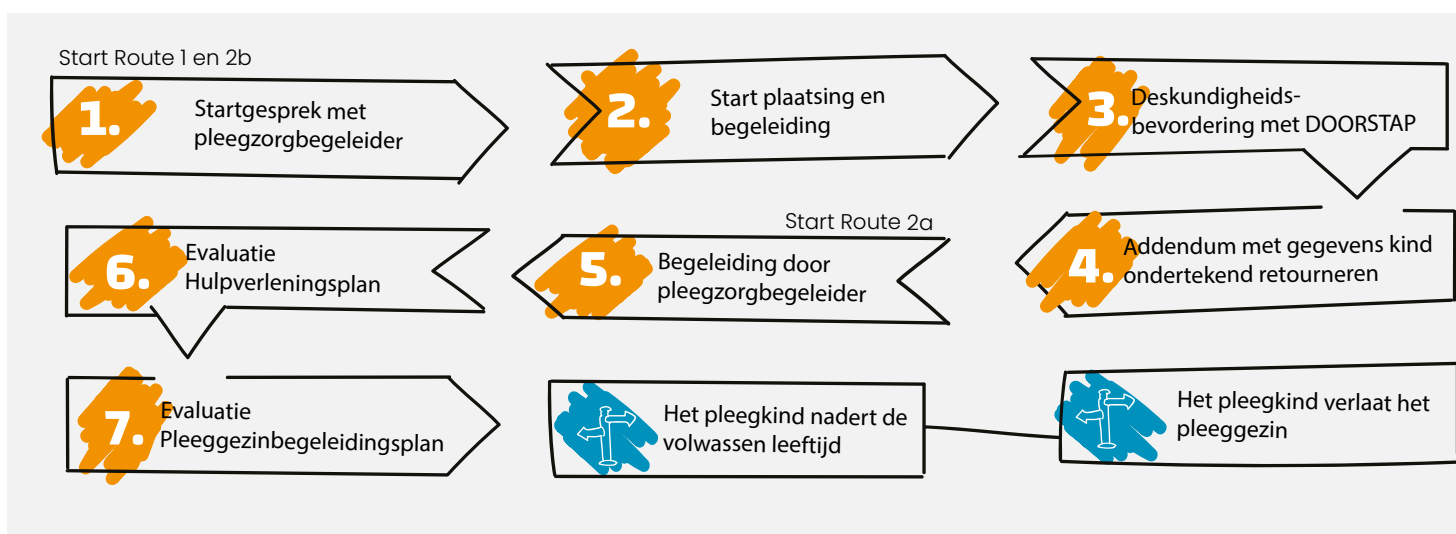 Start Route 1 en 2b
1.
Startgesprek met
pleegzorgbegeleider
2.
Start plaatsing en
begeleiding
3.
Deskundigheids-
bevordering met DOORSTAP
4.
Addendum met gegevens kind
ondertekend retourneren
Start Route 2a
5.
Begeleiding door
pleegzorgbegeleider
6.
Evaluatie
Hulpverleningsplan
7.
Evaluatie
Pleeggezinbegeleidingsplan
Het pleegkind nadert de
volwassen leeftijd
Het pleegkind verlaat het
pleeggezin